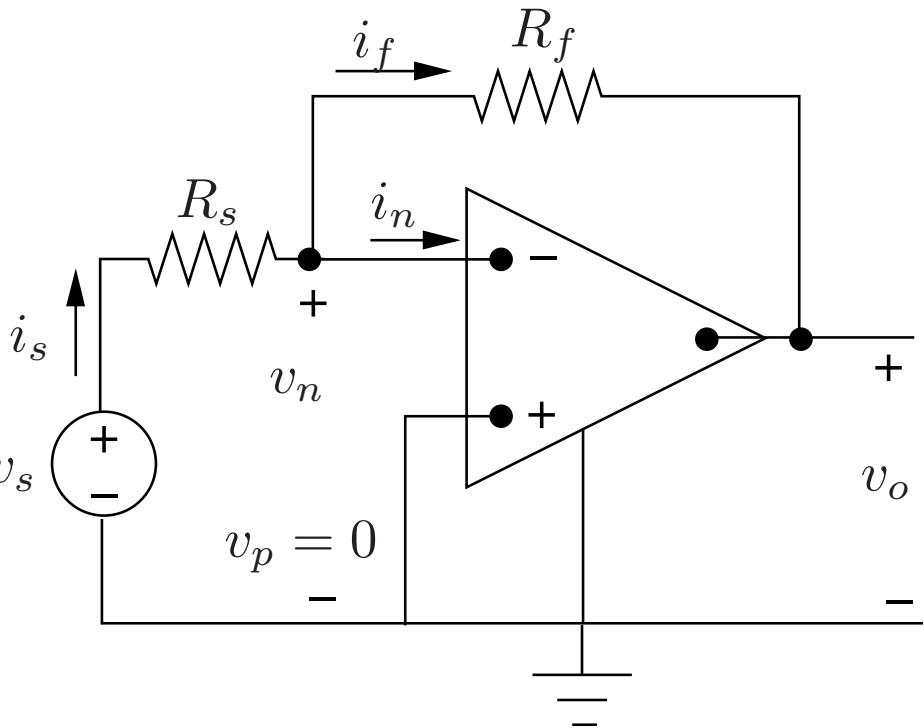 i_f
R_f
R_s
i_n
−
+
i_s
v_n
+
+
+
v_s
−
v_o
v_p = 0
−
−